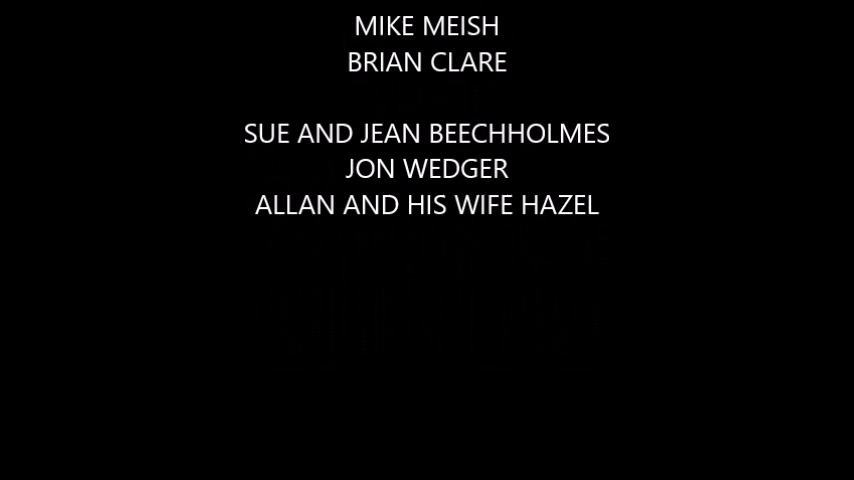 MIKE MEISH
BRIAN CLARE
SUE AND JEAN BEECHHOLMES
JON WEDGER
ALLAN AND HIS WIFE HAZEL